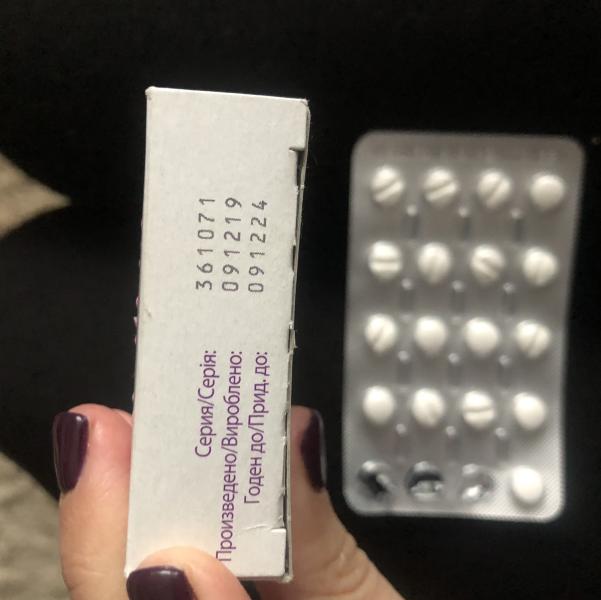 Серия/Серія: 361071
Произведено/Вироблено: 091219
Годен до/Прид. до: 091224